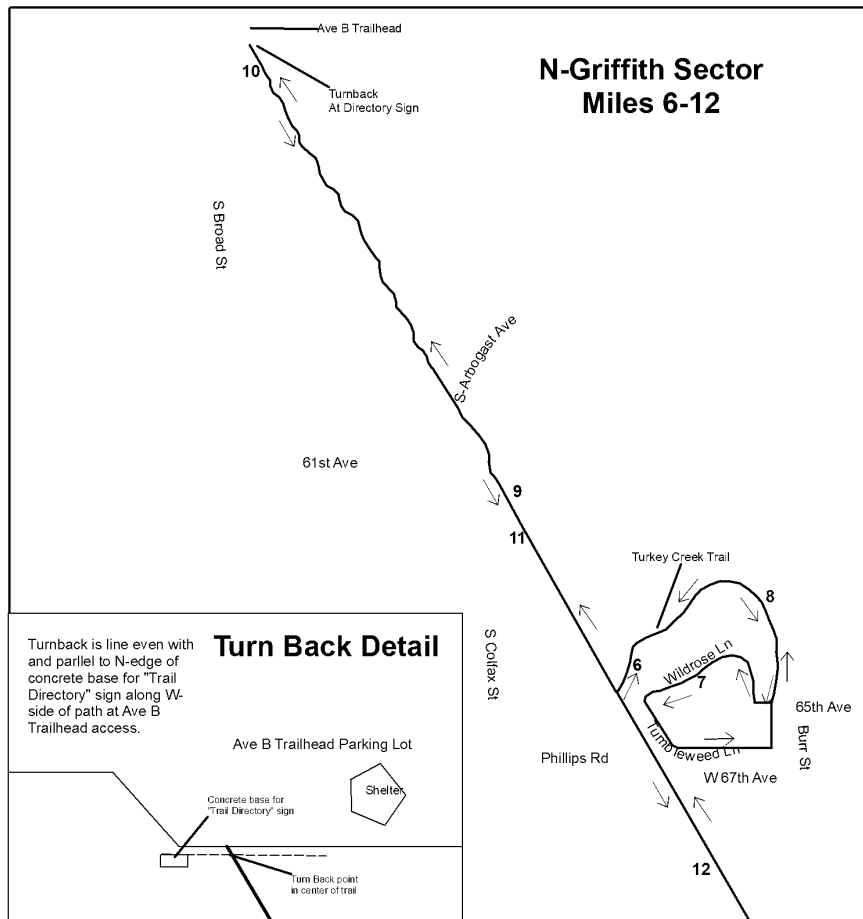 Ave B Trailhead
N-Griffith Sector
Miles 6-12
10
Turnback
At Directory Sign
S Broad St
S-Arbogast Ave
61st Ave
9
11
Turkey Creek Trail
8
6
Wildrose Ln
7
65th Ave
Burr St
Tumbleweed Ln
W 67th Ave
S Colfax St
Phillips Rd
12
Turn Back Detail
Turnback is line even with
and parllel to N-edge of
concrete base for "Trail
Directory" sign along W-
side of path at Ave B
Trailhead access.
Ave B Trailhead Parking Lot
Shelter
Concrete base for
"Trail Directory" sign
Turn Back point
in center of trail